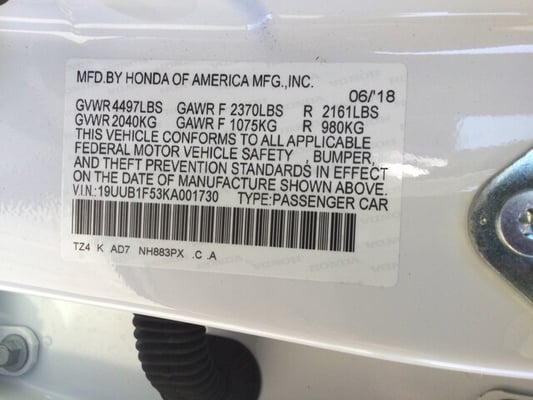 MFD.BY HONDA OF AMERICA MFG.,INC.
06/'18
GVWR 4497LBS GAWR F 2370LBS R 2161LBS
GVWR 2040KG GAWR F 1075KG R 980KG
THIS VEHICLE CONFORMS TO ALL APPLICABLE
FEDERAL MOTOR VEHICLE SAFETY , BUMPER,
AND THEFT PREVENTION STANDARDS IN EFFECT
ON THE DATE OF MANUFACTURE SHOWN ABOVE.
V.I.N.:19UUB1F53KA001730 TYPE:PASSENGER CAR
TZ4 K AD7 NH883PX .C .A